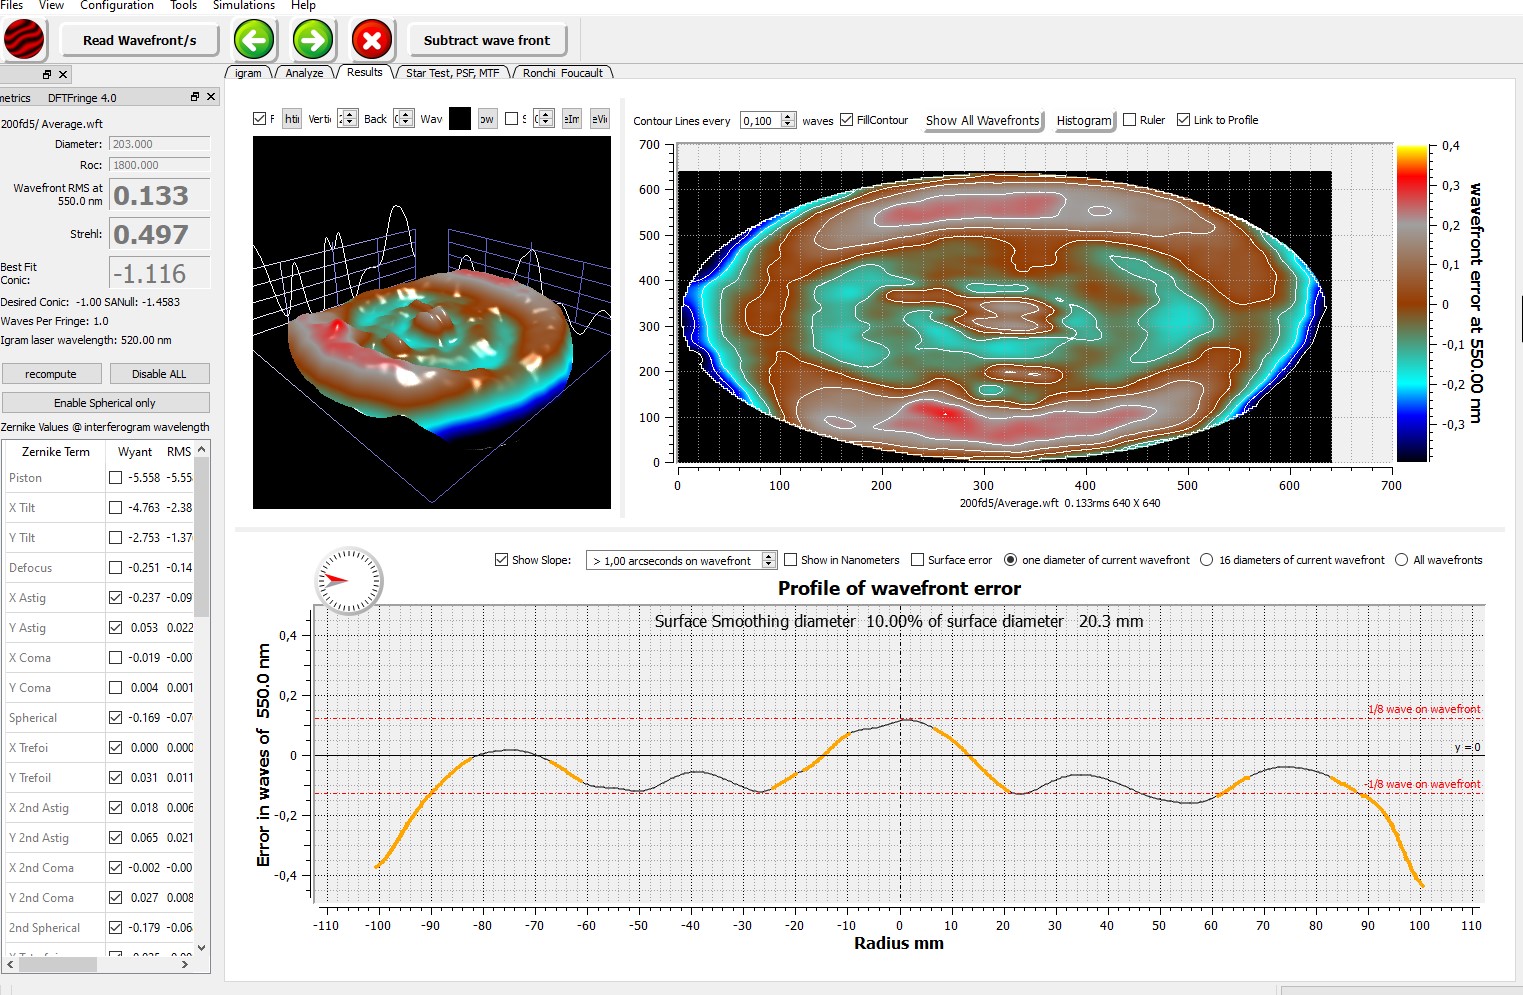 Files View Configuration Tools Simulations Help
Read Wavefront/s Subtract wave front
igram Analyze Results Star Test, PSF, MTF Ronchi Foucault
metrics DFTFringe 4.0
200fd5/ Average.wft
Diameter: 203.000
Roc: 1800.000
Wavefront RMS at
550.0 nm 0.133
Strehl: 0.497
Best Fit
Conic: -1.116
Desired Conic: -1.00 SANull: -1.4583
Waves Per Fringe: 1.0
Igram laser wavelength: 520.00 nm
recompute Disable ALL
Enable Spherical only
Zernike Values @ interferogram wavelength
Zernike Term Wyant RMS
Piston -5.558 -5.55
X Tilt -4.763 -2.38
Y Tilt -2.753 -1.37
Defocus -0.251 -0.14
X Astig -0.237 -0.09
Y Astig 0.053 0.022
X Coma -0.019 -0.00
Y Coma 0.004 0.001
Spherical -0.169 -0.07
X Trefoi 0.000 0.000
Y Trefoil 0.031 0.011
X 2nd Astig 0.018 0.006
Y 2nd Astig 0.065 0.021
X 2nd Coma -0.002 -0.00
Y 2nd Coma 0.027 0.008
2nd Spherical -0.179 -0.06
F Verti Back Wav ow S
Contour Lines every 0,100 waves FillContour Show All Wavefronts Histogram Ruler Link to Profile
700
600
500
400
300
200
100
0
0 100 200 300 400 500 600 700
200fd5/Average.wft 0.133rms 640 X 640
0,4
0,3
0,2
0,1
0
-0,1
-0,2
-0,3
wavefront error at 550.00 nm
Show Slope: > 1,00 arcseconds on wavefront Show in Nanometers Surface error one diameter of current wavefront 16 diameters of current wavefront All wavefronts
Profile of wavefront error
Surface Smoothing diameter 10.00% of surface diameter 20.3 mm
Error in waves of 550.0 nm
0,4
0,2
0
-0,2
-0,4
1/8 wave on wavefront
y = 0
-1/8 wave on wavefront
-110 -100 -90 -80 -70 -60 -50 -40 -30 -20 -10 0 10 20 30 40 50 60 70 80 90 100 110
Radius mm